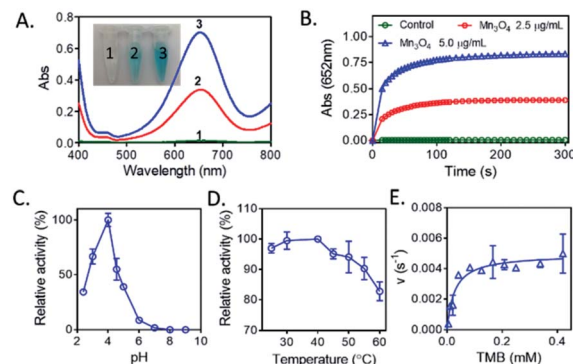 A.
0.8
0.6
0.4
0.2
0.0
Abs
1 2 3
3
2
1
400 500 600 700 800
Wavelength (nm)
B.
Control
Mn₃O₄ 2.5 µg/mL
Mn₃O₄ 5.0 µg/mL
1.00
0.75
0.50
0.25
0.00
Abs (652nm)
0 100 200 300
Time (s)
C.
100
50
0
Relative activity (%)
2 4 6 8 10
pH
D.
110
100
90
80
70
60
Relative activity (%)
30 40 50 60
Temperature (°C)
E.
0.008
0.006
0.004
0.002
0.000
v (s⁻¹)
0.0 0.2 0.4
TMB (mM)